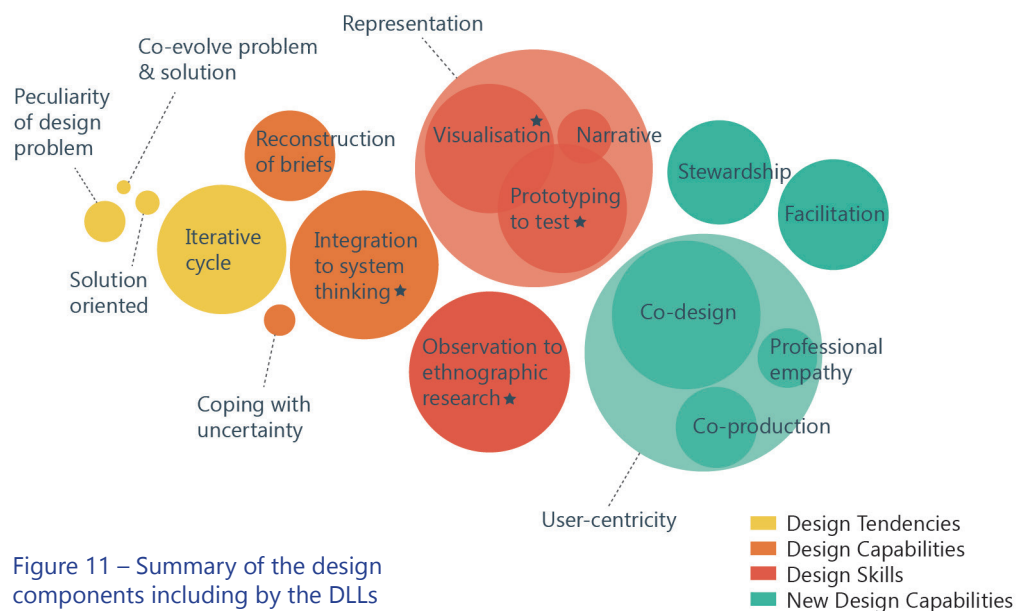 Representation
Co-evolve problem
& solution
Peculiarity
of design
problem
Reconstruction
of briefs
Visualisation ★
Narrative
Stewardship
Prototyping
to test ★
Facilitation
Iterative
cycle
Integration
to system
thinking ★
Solution
oriented
Co-design
Observation to
ethnographic
research ★
Professional
empathy
Coping with
uncertainty
Co-production
User-centricity
Design Tendencies
Design Capabilities
Design Skills
New Design Capabilities
Figure 11 – Summary of the design
components including by the DLLs